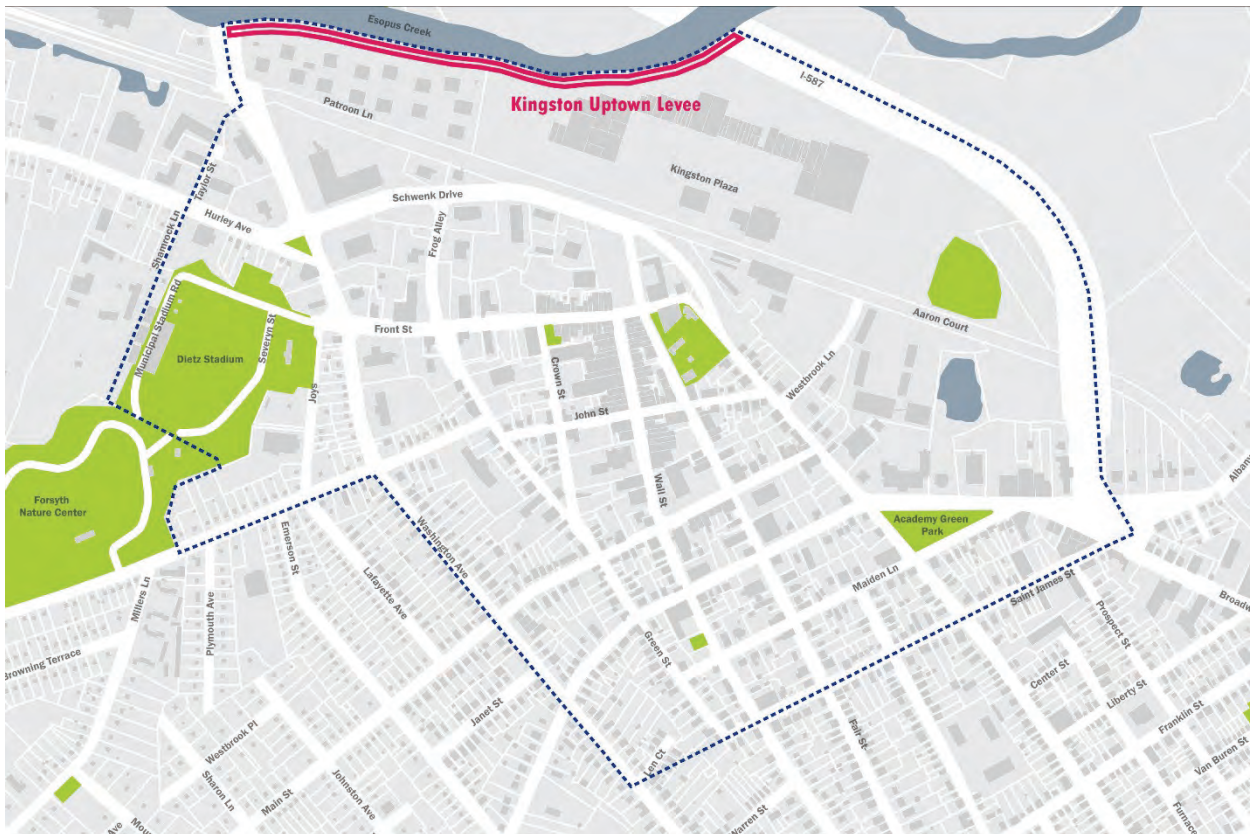 Esopus Creek
I-587
Kingston Uptown Levee
Patroon Ln
Kingston Plaza
Taylor St
Schwenk Drive
Hurley Ave
Shamrock Ln
Frog Alley
Municipal Stadium Rd
Severyn St
Front St
Aaron Court
Dietz Stadium
Joys
Crown St
Westbrook Ln
John St
Wall St
Forsyth
Nature Center
Academy Green
Park
Washington Ave
Emerson St
Maiden Ln
Lafayette Ave
Saint James St
Millers Ln
Plymouth Ave
Prospect St
Green St
Browning Terrace
Center St
Liberty St
Janet St
Fair St
Franklin St
Westbrook Pl
Van Buren St
Len Ct
Sharon Ln
Main St
Johnston Ave
Warren St
Ave